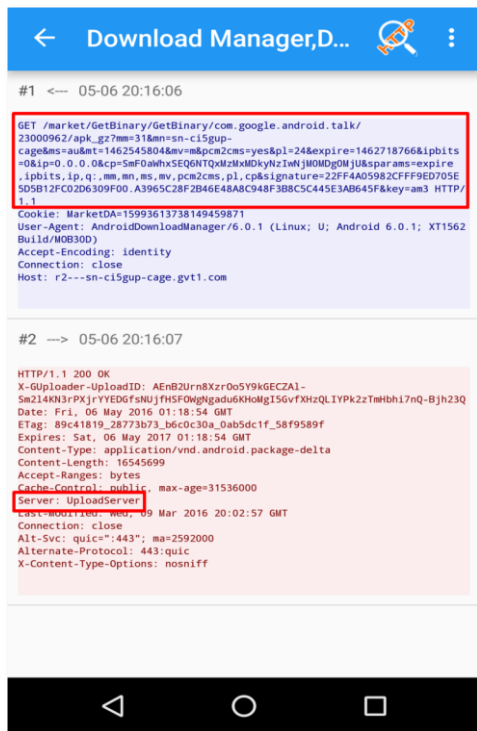 Download Manager,D...
HTTP
#1 <--- 05-06 20:16:06
GET /market/GetBinary/GetBinary/com.google.android.talk/
23000962/apk_gz?mm=31&mn=sn-ci5gup-
cage&ms=au&mt=1462545804&mv=m&pcm2cms=yes&pl=24&expire=1462718766&ipbits
=0&ip=0.0.0.0&cp=SmF0aWhxSEQ6NTQxMzMxMDkyNzIwNjM0MDg0MjU&sparams=expire
,ipbits,ip,q:,mm,mn,ms,mv,pcm2cms,pl,cp&signature=22FF4A05982CFFF9ED705E
5D5B12FC02D6309F00.A3965C28F2B46E48A8C948F3B8C5C445E3AB645F&key=am3 HTTP/
1.1
Cookie: MarketDA=15993613738149459871
User-Agent: AndroidDownloadManager/6.0.1 (Linux; U; Android 6.0.1; XT1562
Build/MOB30D)
Accept-Encoding: identity
Connection: close
Host: r2---sn-ci5gup-cage.gvt1.com
#2 ---> 05-06 20:16:07
HTTP/1.1 200 OK
X-GUploader-UploadID: AEnB2Urn8XzrOo5Y9kGECZAl-
Sm2l4KN3rPXjrYYEDGfsNUjfHSFOWgNgadu6KHoMgI5GvfXHzQLIYPk2zTmHbhi7nQ-Bjh23Q
Date: Fri, 06 May 2016 01:18:54 GMT
ETag: 89c41819_28773b73_b6c0c30a_0ab5dc1f_58f9589f
Expires: Sat, 06 May 2017 01:18:54 GMT
Content-Type: application/vnd.android.package-delta
Content-Length: 16545699
Accept-Ranges: bytes
Cache-Control: public, max-age=31536000
Server: UploadServer
Last-Modified: Wed, 09 Mar 2016 20:02:57 GMT
Connection: close
Alt-Svc: quic=":443"; ma=2592000
Alternate-Protocol: 443:quic
X-Content-Type-Options: nosniff